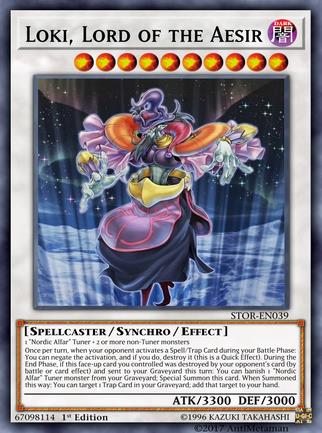 LOKI, LORD OF THE AESIR
DARK
闇
STOR-EN039
[SPELLCASTER / SYNCHRO / EFFECT]
1 "Nordic Alfar" Tuner + 2 or more non-Tuner monsters
Once per turn, when your opponent activates a Spell/Trap Card during your Battle Phase:
You can negate the activation, and if you do, destroy it (this is a Quick Effect). During the
End Phase, if this face-up card you controlled was destroyed by your opponent's card (by
battle or card effect) and sent to your Graveyard this turn: You can banish 1 "Nordic
Alfar" Tuner monster from your Graveyard; Special Summon this card. When Summoned
this way: You can target 1 Trap Card in your Graveyard; add that target to your hand.
ATK/3300 DEF/3000
67098114 1st Edition ©1996 KAZUKI TAKAHASHI
©2017 AntiMetaman